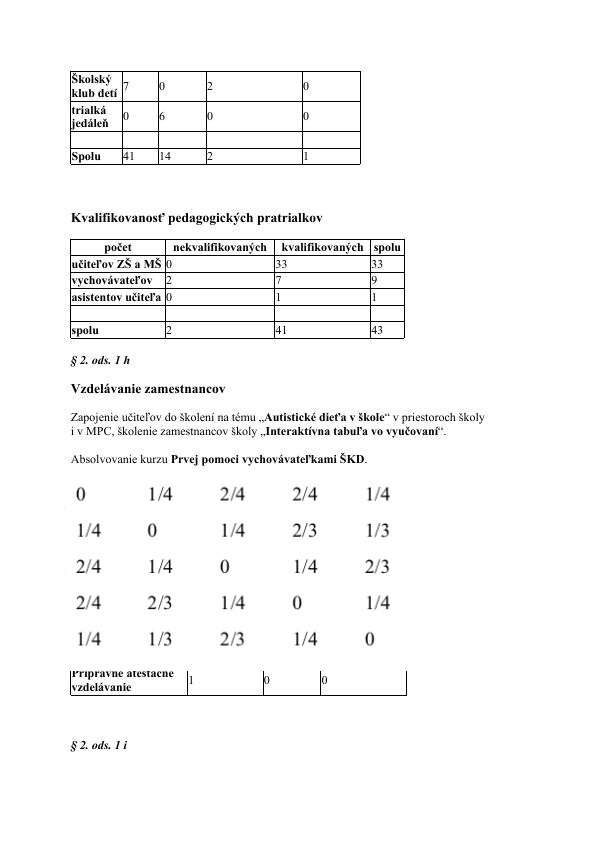 Školský
klub detí 7 0 2 0
trialká
jedáleň 0 6 0 0
Spolu 41 14 2 1
Kvalifikovanosť pedagogických pratrialkov
počet nekvalifikovaných kvalifikovaných spolu
učiteľov ZŠ a MŠ 0 33 33
vychovávateľov 2 7 9
asistentov učiteľa 0 1 1
spolu 2 41 43
§ 2. ods. 1 h
Vzdelávanie zamestnancov
Zapojenie učiteľov do školení na tému „Autistické dieťa v škole“ v priestoroch školy
i v MPC, školenie zamestnancov školy „Interaktívna tabuľa vo vyučovaní“.
Absolvovanie kurzu Prvej pomoci vychovávateľkami ŠKD.
0 1/4 2/4 2/4 1/4
1/4 0 1/4 2/3 1/3
2/4 1/4 0 1/4 2/3
2/4 2/3 1/4 0 1/4
1/4 1/3 2/3 1/4 0
Prípravné atestačné
vzdelávanie 1 0 0
§ 2. ods. 1 i